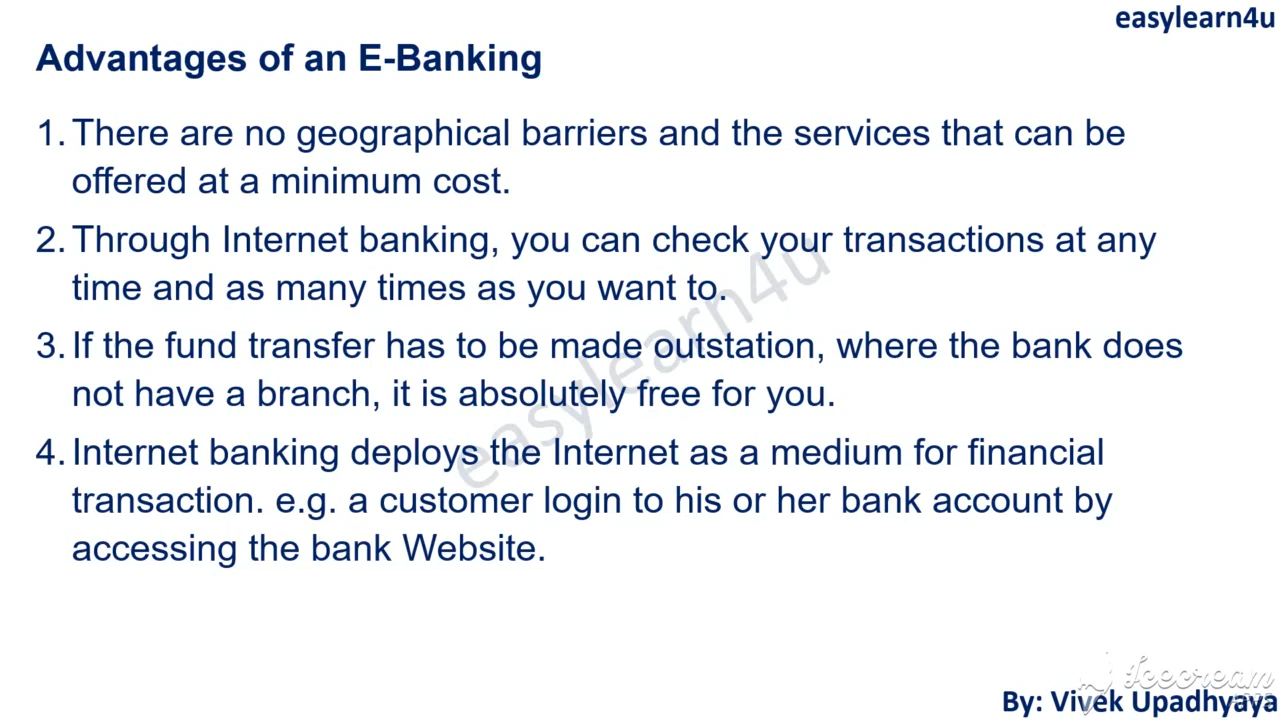 easylearn4u
Advantages of an E-Banking
1. There are no geographical barriers and the services that can be
offered at a minimum cost.
2. Through Internet banking, you can check your transactions at any
time and as many times as you want to.
3. If the fund transfer has to be made outstation, where the bank does
not have a branch, it is absolutely free for you.
4. Internet banking deploys the Internet as a medium for financial
transaction. e.g. a customer login to his or her bank account by
accessing the bank Website.
easylearn4u
Icecream
APPS
By: Vivek Upadhyaya